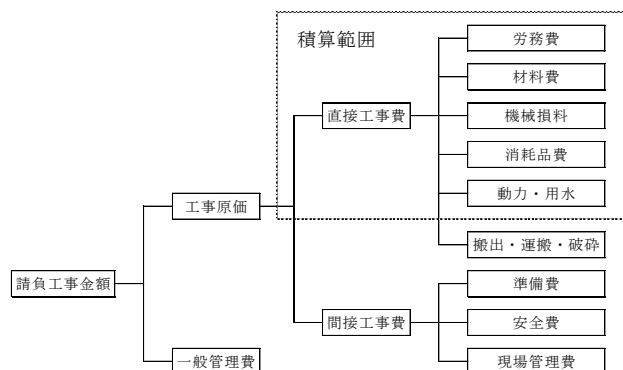 積算範囲
労務費
材料費
直接工事費
機械損料
消耗品費
工事原価
動力・用水
搬出・運搬・破砕
請負工事金額
準備費
間接工事費
安全費
一般管理費
現場管理費